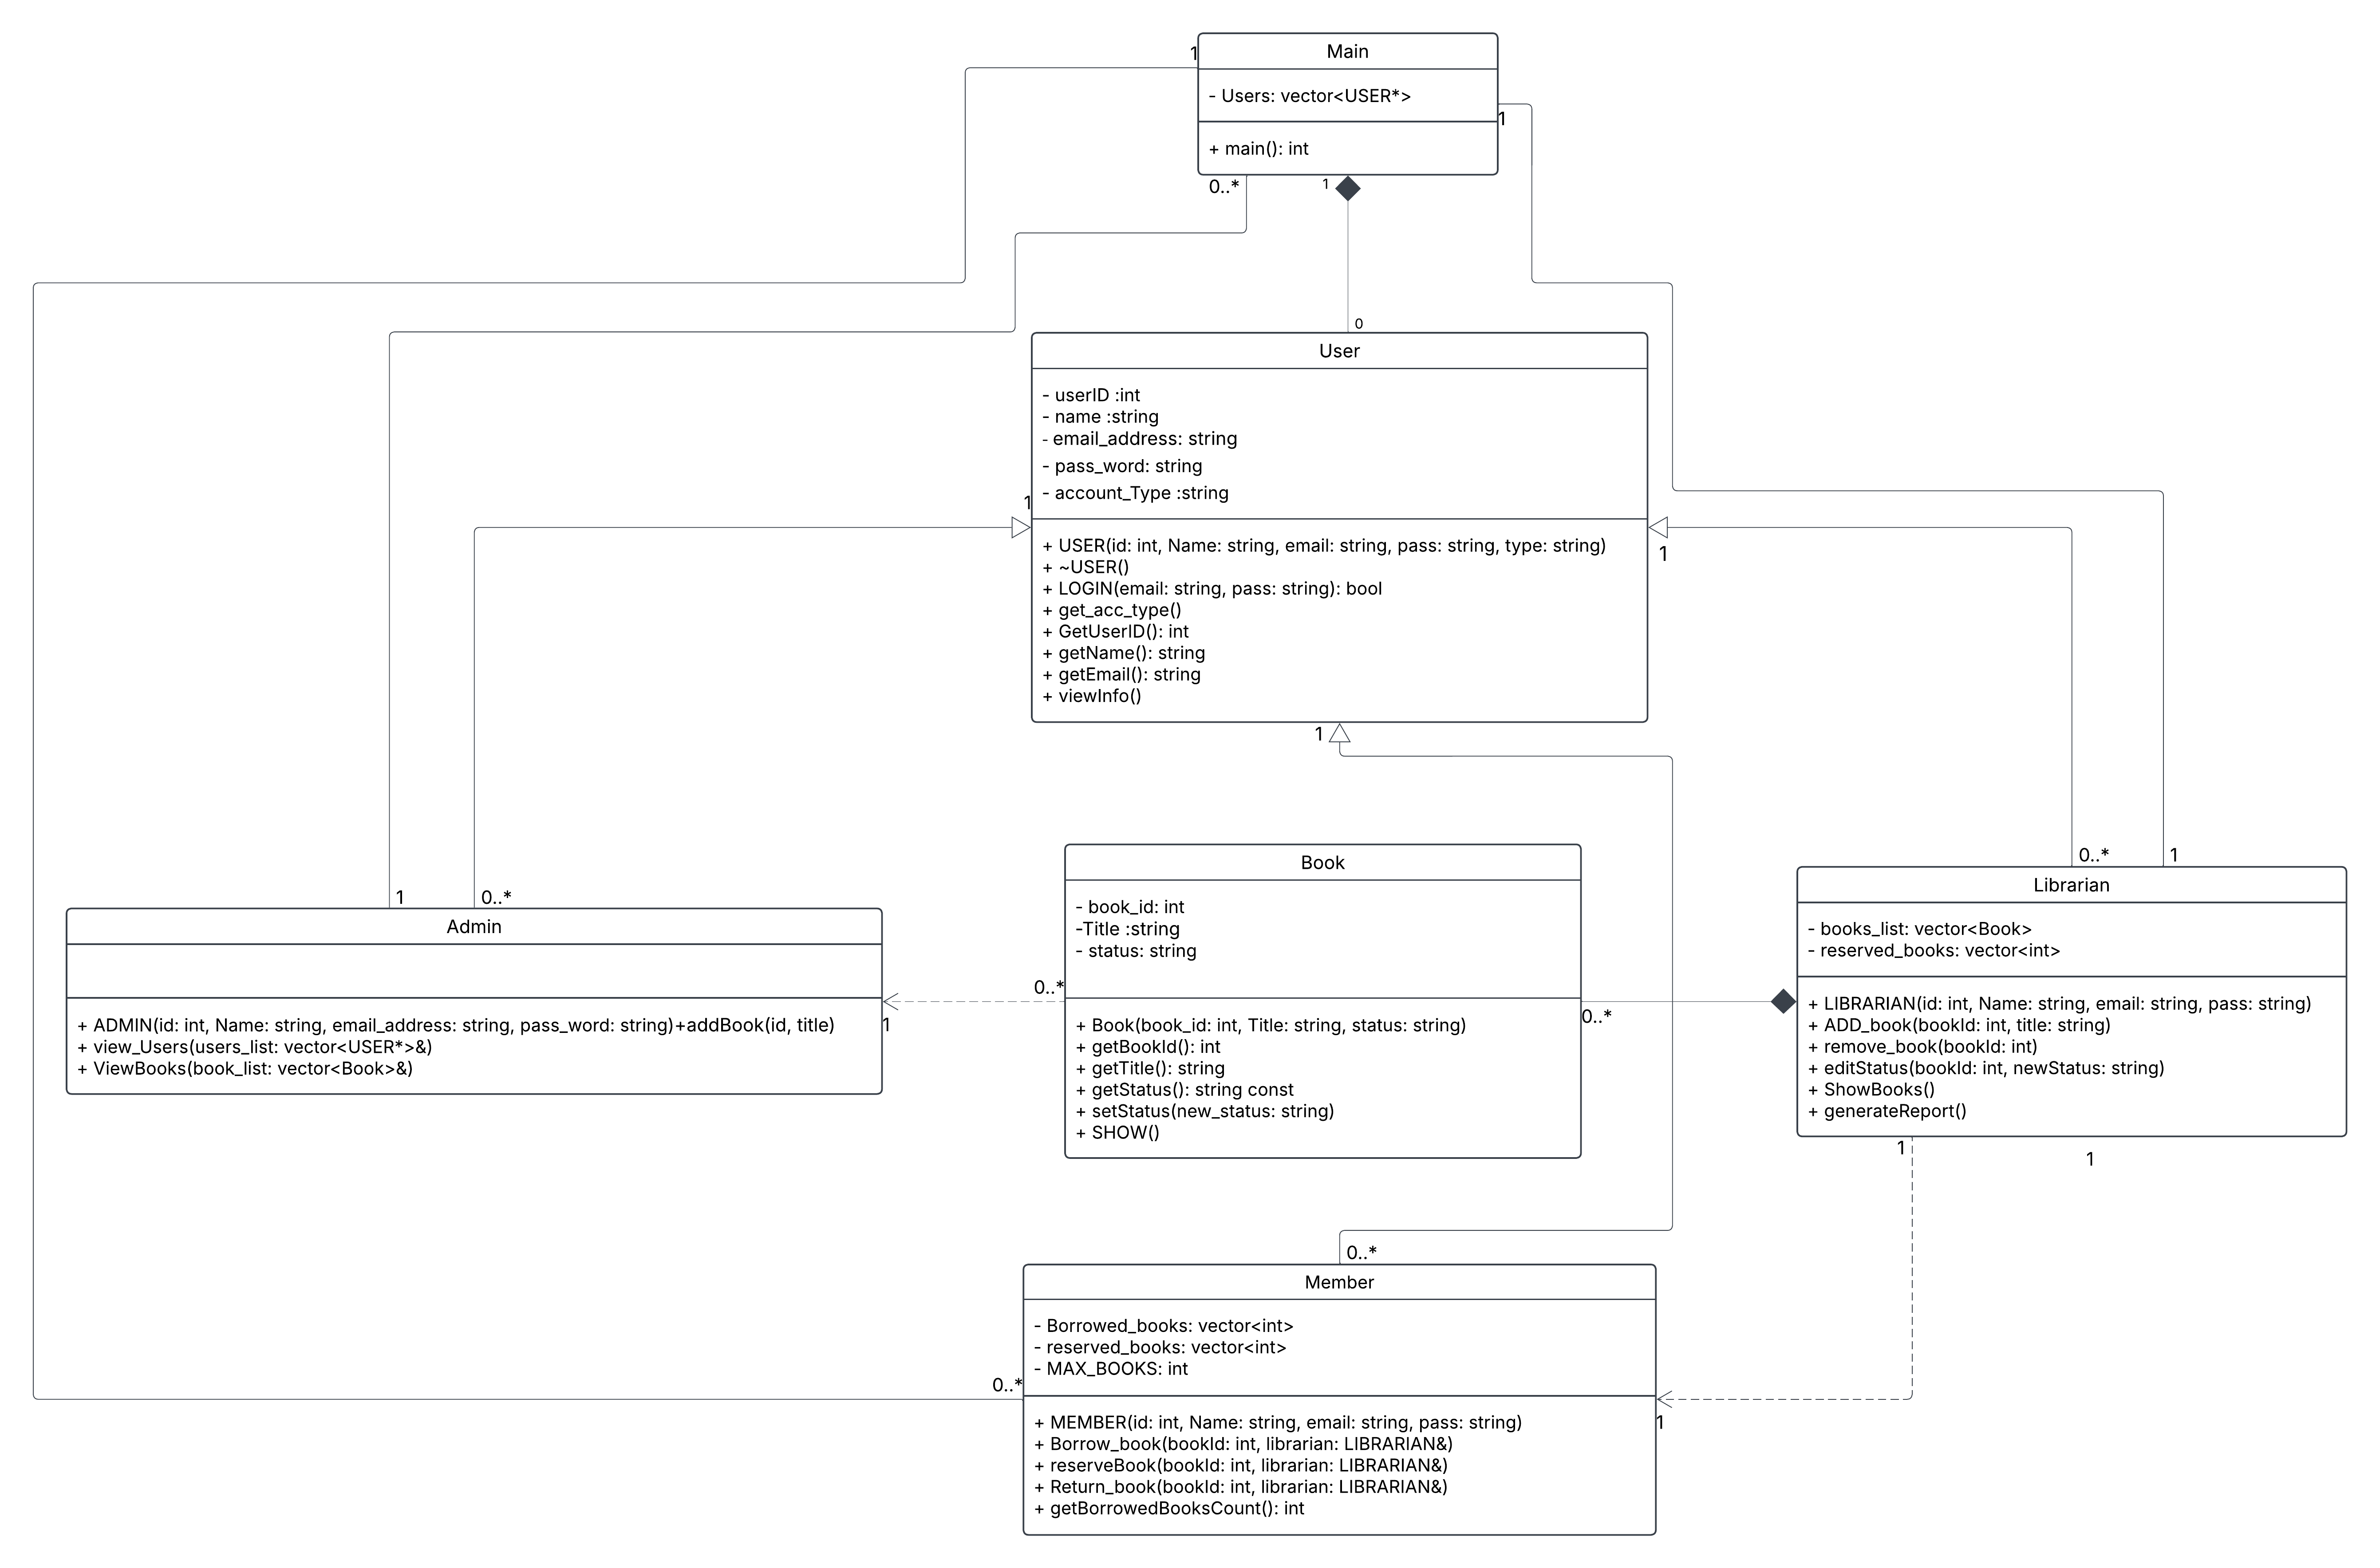 Main
1
- Users: vector<USER*>
1
+ main(): int
0..*
1
0
User
- userID :int
- name :string
- email_address: string
- pass_word: string
- account_Type :string
1
+ USER(id: int, Name: string, email: string, pass: string, type: string)
+ ~USER()
+ LOGIN(email: string, pass: string): bool
+ get_acc_type()
+ GetUserID(): int
+ getName(): string
+ getEmail(): string
+ viewInfo()
1
1
Book
- book_id: int
-Title :string
- status: string
0..*
+ Book(book_id: int, Title: string, status: string)
+ getBookId(): int
+ getTitle(): string
+ getStatus(): string const
+ setStatus(new_status: string)
+ SHOW()
0..*
1
0..*
Admin
+ ADMIN(id: int, Name: string, email_address: string, pass_word: string)+addBook(id, title)
+ view_Users(users_list: vector<USER*>&)
+ ViewBooks(book_list: vector<Book>&)
1
0..*
1
Librarian
- books_list: vector<Book>
- reserved_books: vector<int>
+ LIBRARIAN(id: int, Name: string, email: string, pass: string)
+ ADD_book(bookId: int, title: string)
+ remove_book(bookId: int)
+ editStatus(bookId: int, newStatus: string)
+ ShowBooks()
+ generateReport()
1
1
0..*
Member
- Borrowed_books: vector<int>
- reserved_books: vector<int>
- MAX_BOOKS: int
0..*
+ MEMBER(id: int, Name: string, email: string, pass: string)
+ Borrow_book(bookId: int, librarian: LIBRARIAN&)
+ reserveBook(bookId: int, librarian: LIBRARIAN&)
+ Return_book(bookId: int, librarian: LIBRARIAN&)
+ getBorrowedBooksCount(): int
1